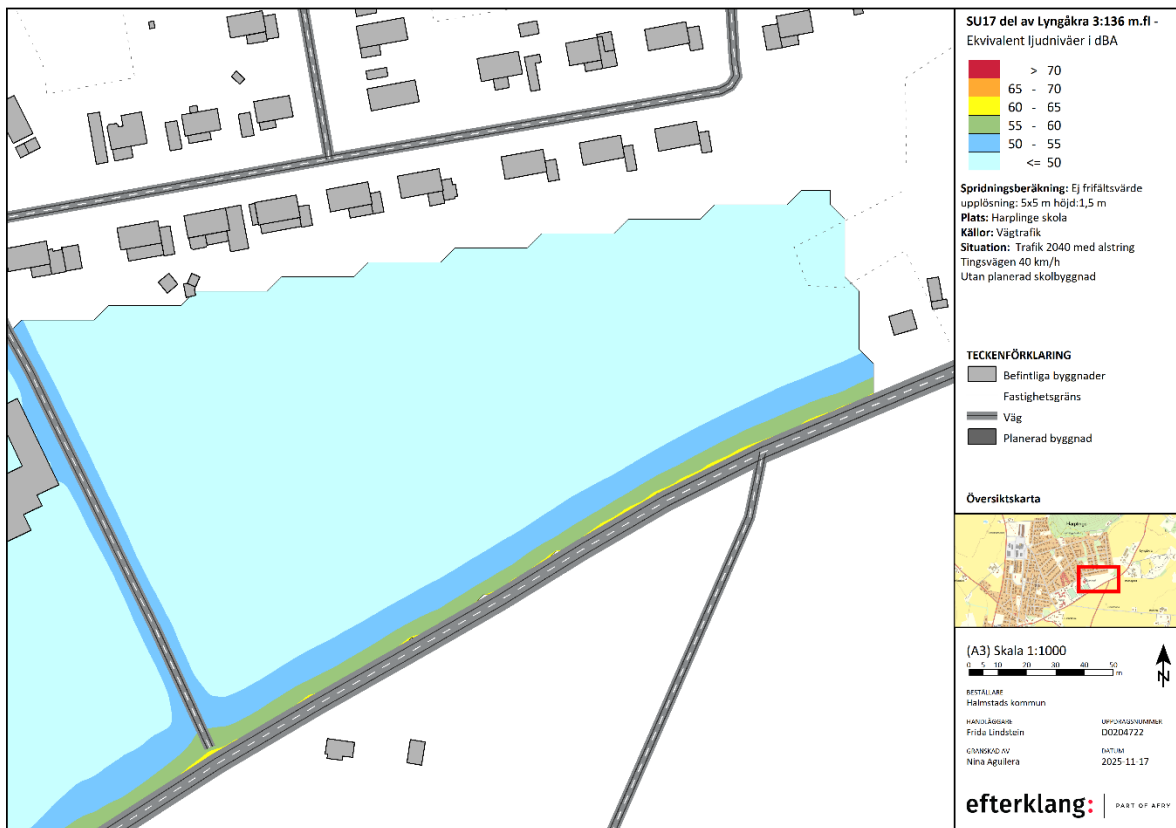 SU17 del av Lyngåkra 3:136 m.fl -
Ekvivalent ljudnivåer i dBA
> 70
65 - 70
60 - 65
55 - 60
50 - 55
<= 50
Spridningsberäkning: Ej frifältsvärde
upplösning: 5x5 m höjd:1,5 m
Plats: Harplinge skola
Källor: Vägtrafik
Situation: Trafik 2040 med alstring
Tingsvägen 40 km/h
Utan planerad skolbyggnad
TECKENFÖRKLARING
Befintliga byggnader
Fastighetsgräns
Väg
Planerad byggnad
Översiktskarta
Harplinge
(A3) Skala 1:1000
0 5 10 20 30 40 50
m
N
BESTÄLLARE
Halmstads kommun
HANDLÄGGARE UPPDRAGSNUMMER
Frida Lindstein D0204722
GRANSKAD AV DATUM
Nina Aguilera 2025-11-17
efterklang: PART OF AFRY